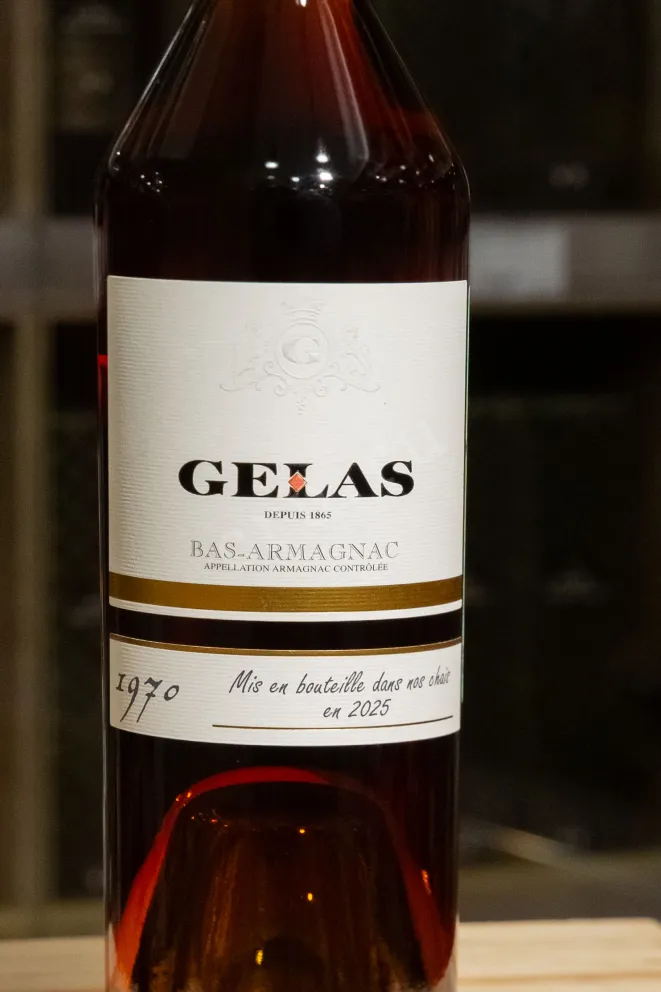 G
GELAS
DEPUIS 1865
BAS-ARMAGNAC
APPELLATION ARMAGNAC CONTRÔLÉE
1970
Mis en bouteille dans nos chais
en 2025